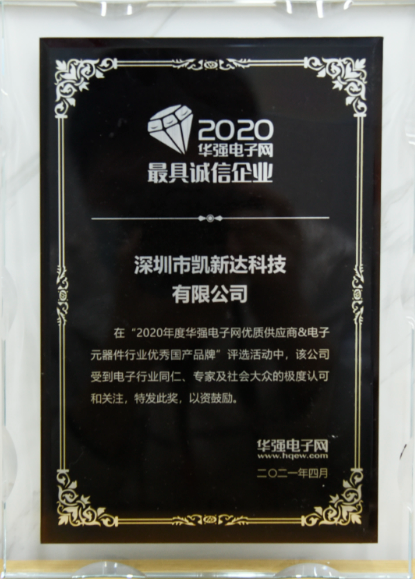 2020
华强电子网
最具诚信企业
深圳市凯新达科技
有限公司
在“2020年度华强电子网优质供应商&电子
元器件行业优秀国产品牌”评选活动中，该公司
受到电子行业同仁、专家及社会大众的极度认可
和关注，特发此奖，以资鼓励。
华强电子网
www.hqew.com
二〇二一年四月